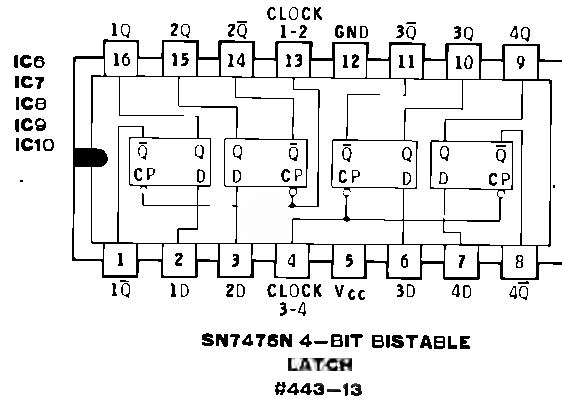 CLOCK
1Q 2Q 2Q̅ 1-2 GND 3Q̅ 3Q 4Q
16 15 14 13 12 11 10 9
IC6
IC7
IC8
IC9
IC10
Q̅ Q Q Q̅ Q̅ Q Q Q̅
CP D D CP CP D D CP
1 2 3 4 5 6 7 8
1Q̅ 1D 2D CLOCK VCC 3D 4D 4Q̅
3-4
SN7475N 4-BIT BISTABLE
LATCH
#443-13